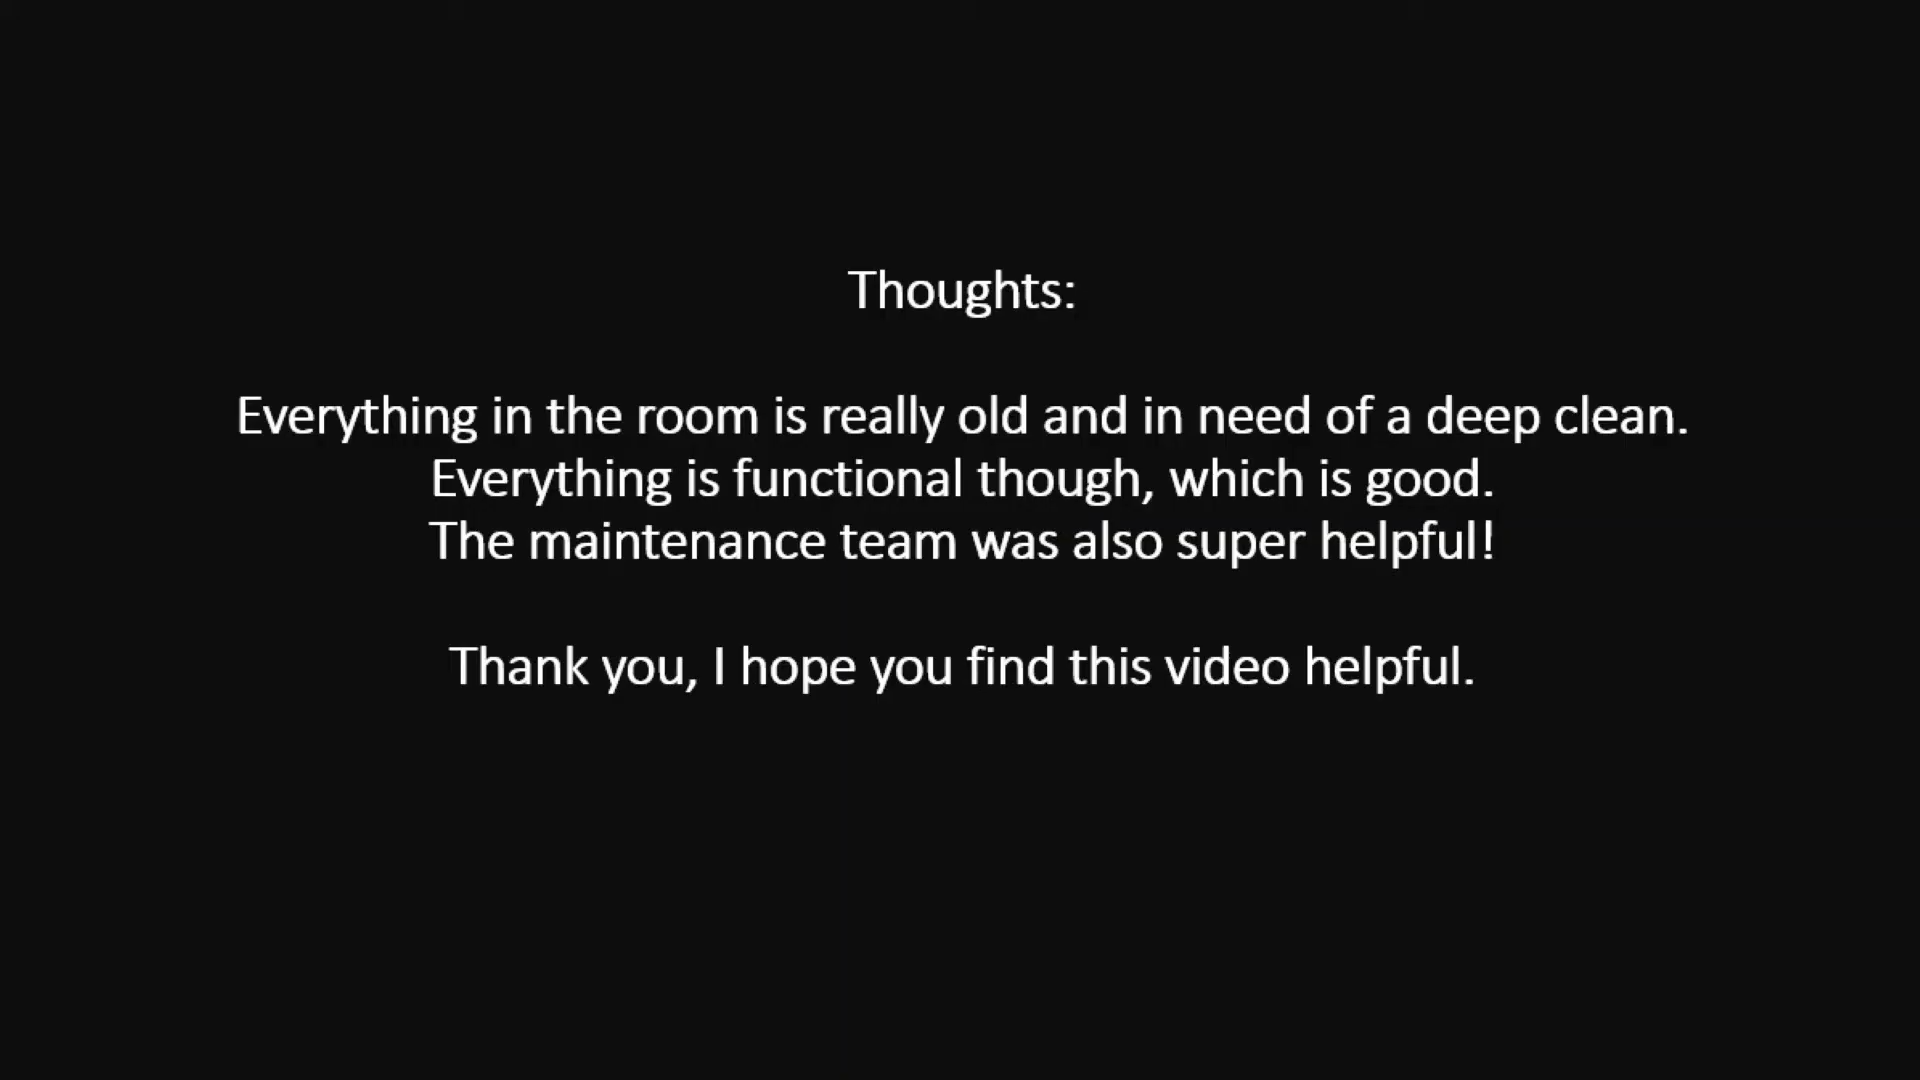 Thoughts:
Everything in the room is really old and in need of a deep clean.
Everything is functional though, which is good.
The maintenance team was also super helpful!
Thank you, I hope you find this video helpful.